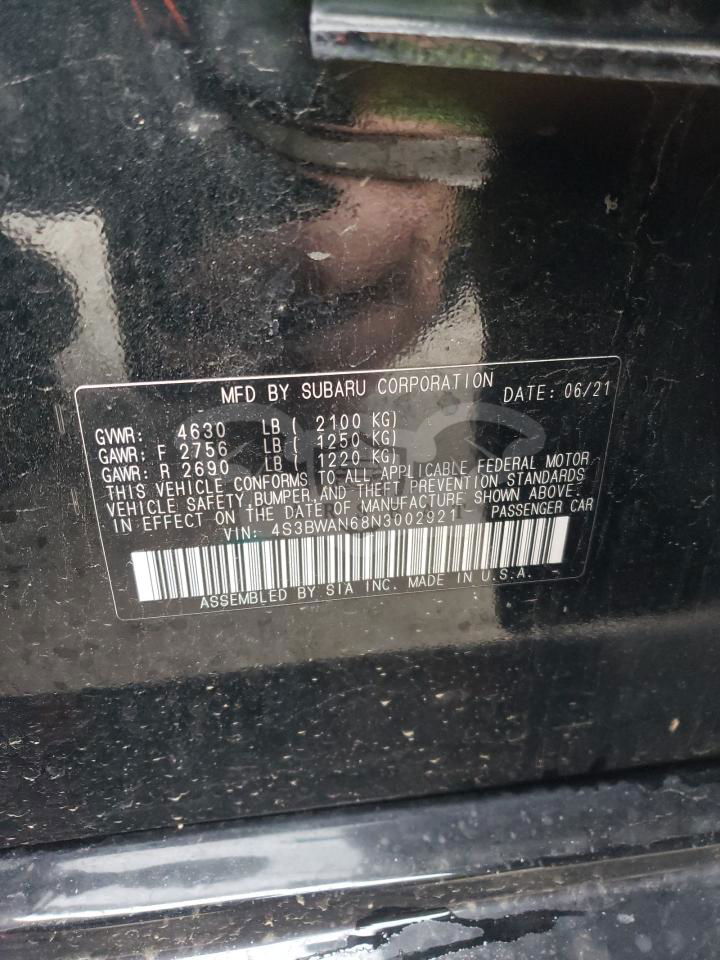 MFD BY SUBARU CORPORATION DATE: 06/21
GVWR: 4630 LB ( 2100 KG)
GAWR: F 2756 LB ( 1250 KG)
GAWR: R 2690 LB ( 1220 KG)
THIS VEHICLE CONFORMS TO ALL APPLICABLE FEDERAL MOTOR
VEHICLE SAFETY,BUMPER,AND THEFT PREVENTION STANDARDS
IN EFFECT ON THE DATE OF MANUFACTURE SHOWN ABOVE.
VIN: 4S3BWAN68N3002921 PASSENGER CAR
ASSEMBLED BY SIA INC. MADE IN U.S.A.